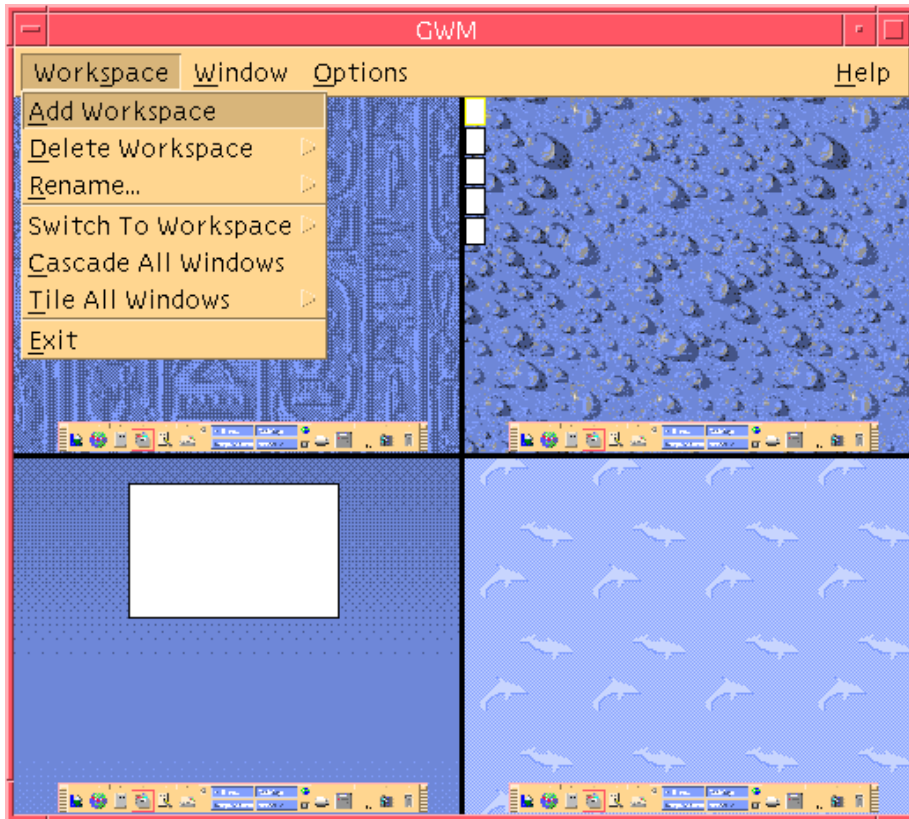 GWM
Workspace Window Options Help
Add Workspace
Delete Workspace
Rename...
Switch To Workspace
Cascade All Windows
Tile All Windows
Exit